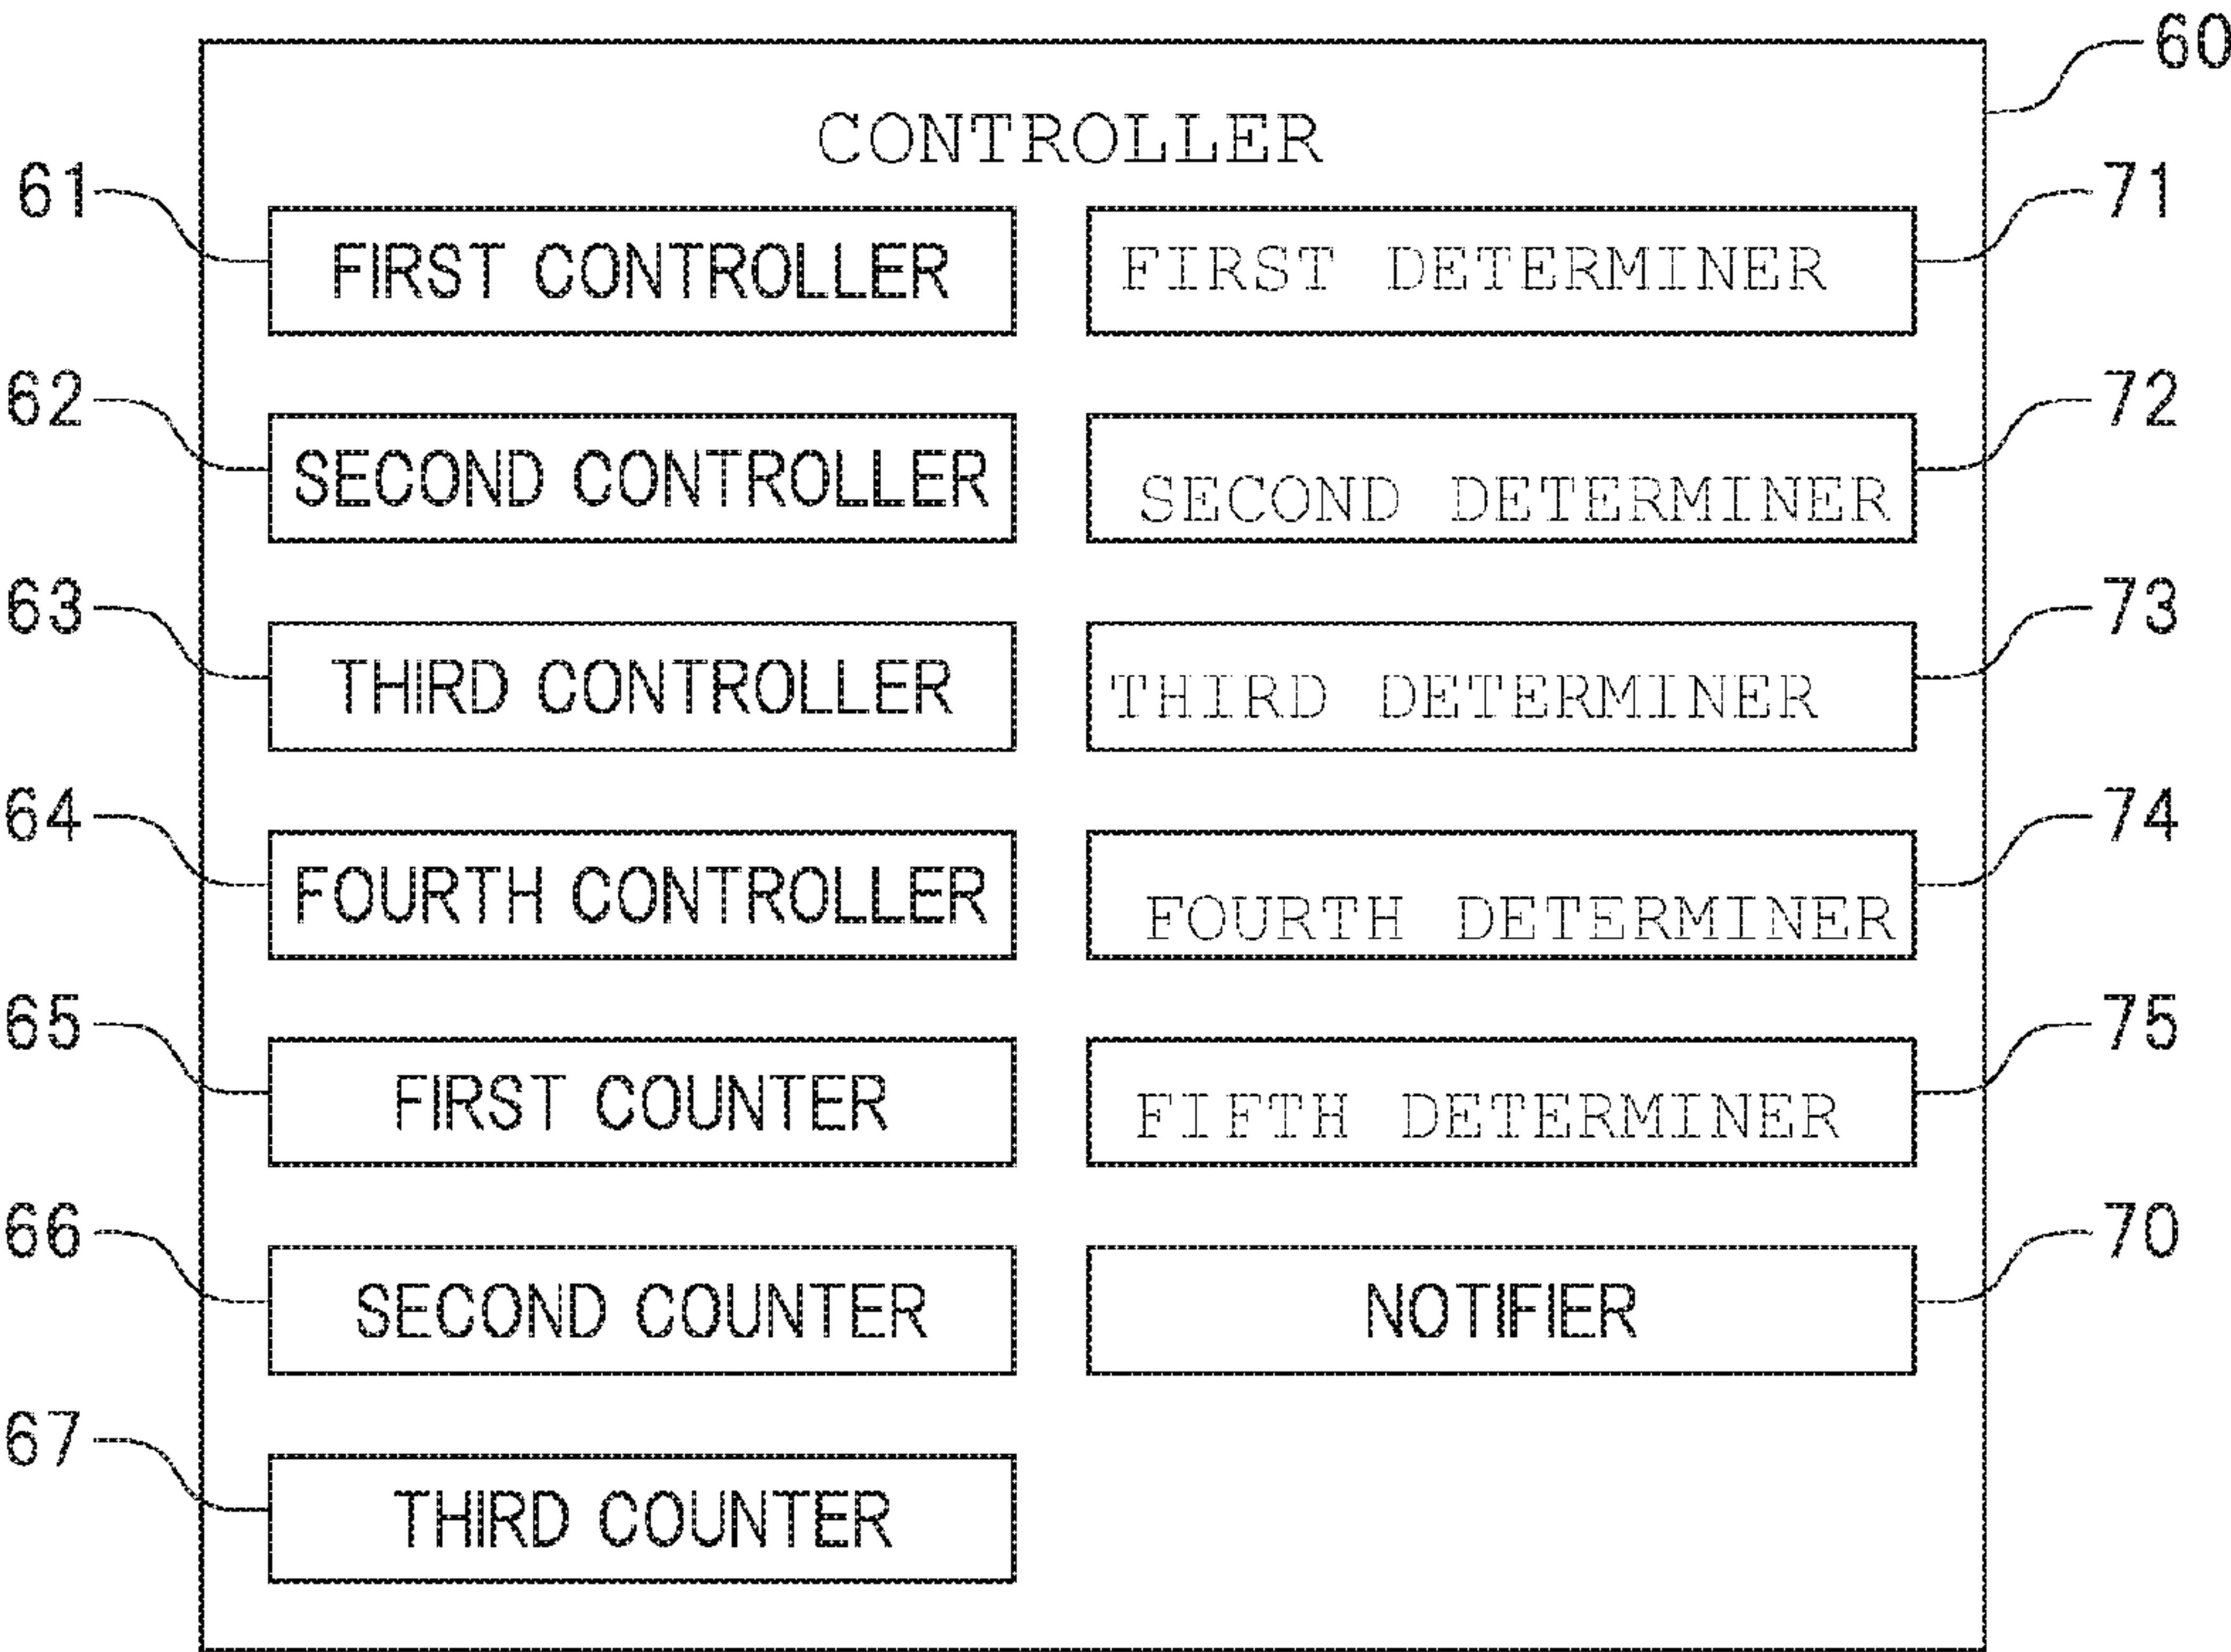 60
CONTROLLER
61 FIRST CONTROLLER FIRST DETERMINER 71
62 SECOND CONTROLLER SECOND DETERMINER 72
63 THIRD CONTROLLER THIRD DETERMINER 73
64 FOURTH CONTROLLER FOURTH DETERMINER 74
65 FIRST COUNTER FIFTH DETERMINER 75
66 SECOND COUNTER NOTIFIER 70
67 THIRD COUNTER